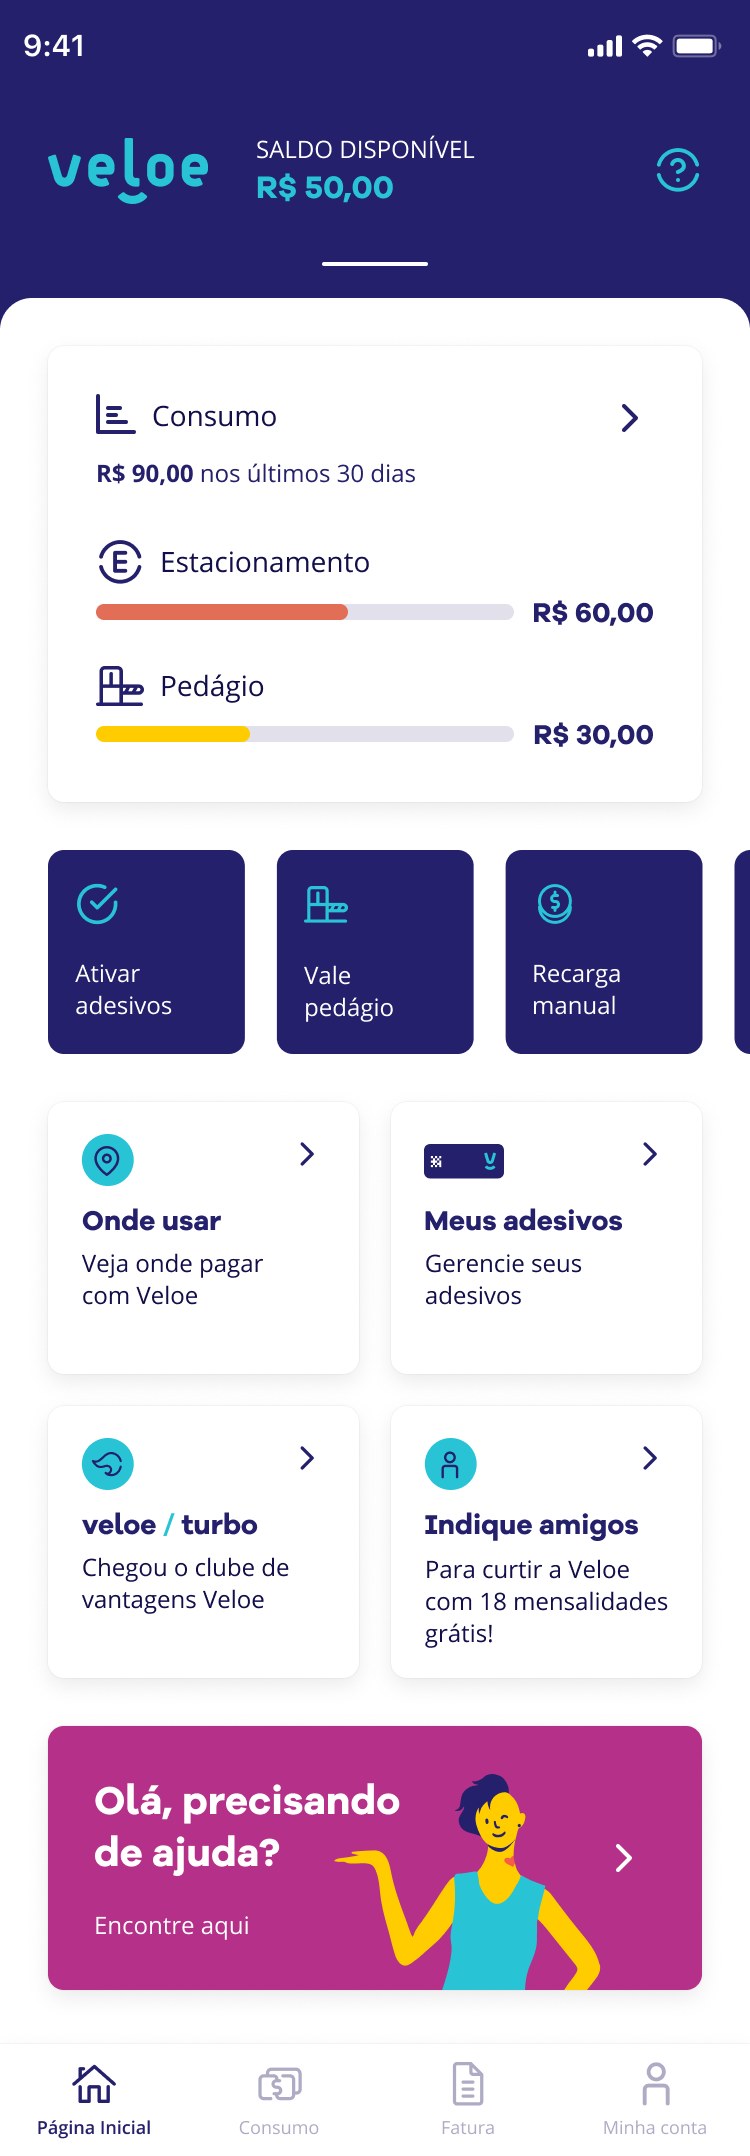 9:41
veloe
SALDO DISPONÍVEL
R$ 50,00
Consumo
R$ 90,00 nos últimos 30 dias
E
Estacionamento
R$ 60,00
Pedágio
R$ 30,00
Ativar
adesivos
Vale
pedágio
Recarga
manual
Onde usar
Veja onde pagar
com Veloe
Meus adesivos
Gerencie seus
adesivos
veloe / turbo
Chegou o clube de
vantagens Veloe
Indique amigos
Para curtir a Veloe
com 18 mensalidades
grátis!
Olá, precisando
de ajuda?
Encontre aqui
Página Inicial
Consumo
Fatura
Minha conta